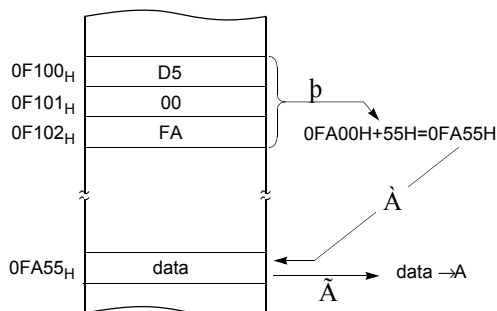 0F100H D5
þ
0F101H 00
0F102H FA
0FA00H+55H=0FA55H
À
0FA55H data
data →A
Ã